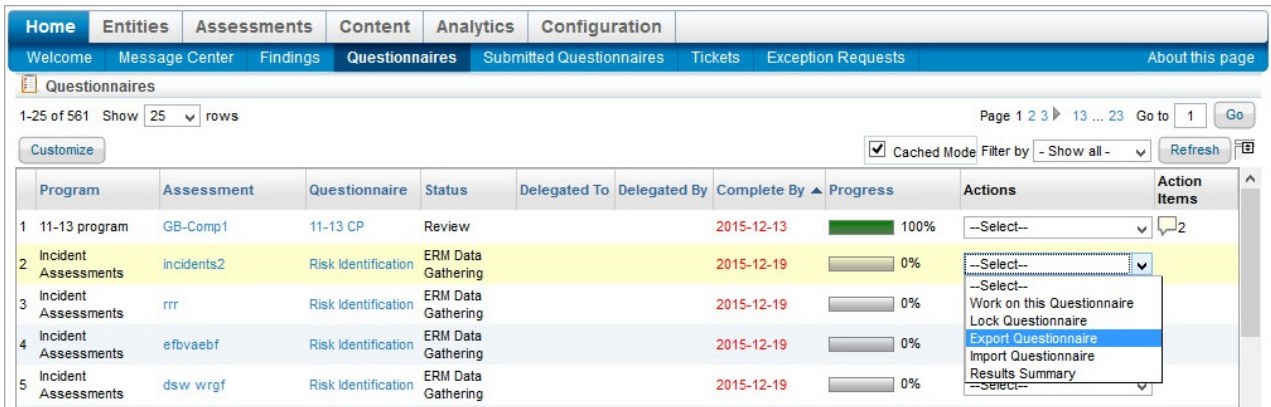 Home Entities Assessments Content Analytics Configuration
Welcome Message Center Findings Questionnaires Submitted Questionnaires Tickets Exception Requests About this page
Questionnaires
1-25 of 561 Show 25 rows Page 1 2 3 13 ... 23 Go to 1 Go
Customize Cached Mode Filter by - Show all - Refresh
Program Assessment Questionnaire Status Delegated To Delegated By Complete By Progress Actions Action Items
1 11-13 program GB-Comp1 11-13 CP Review 2015-12-13 100% --Select-- 2
2 Incident Assessments incidents2 Risk Identification ERM Data Gathering 2015-12-19 0% --Select--
--Select--
Work on this Questionnaire
Lock Questionnaire
Export Questionnaire
Import Questionnaire
Results Summary
3 Incident Assessments rrr Risk Identification ERM Data Gathering 2015-12-19 0%
4 Incident Assessments efbvaebf Risk Identification ERM Data Gathering 2015-12-19 0%
5 Incident Assessments dsw wrgf Risk Identification ERM Data Gathering 2015-12-19 0% --Select--